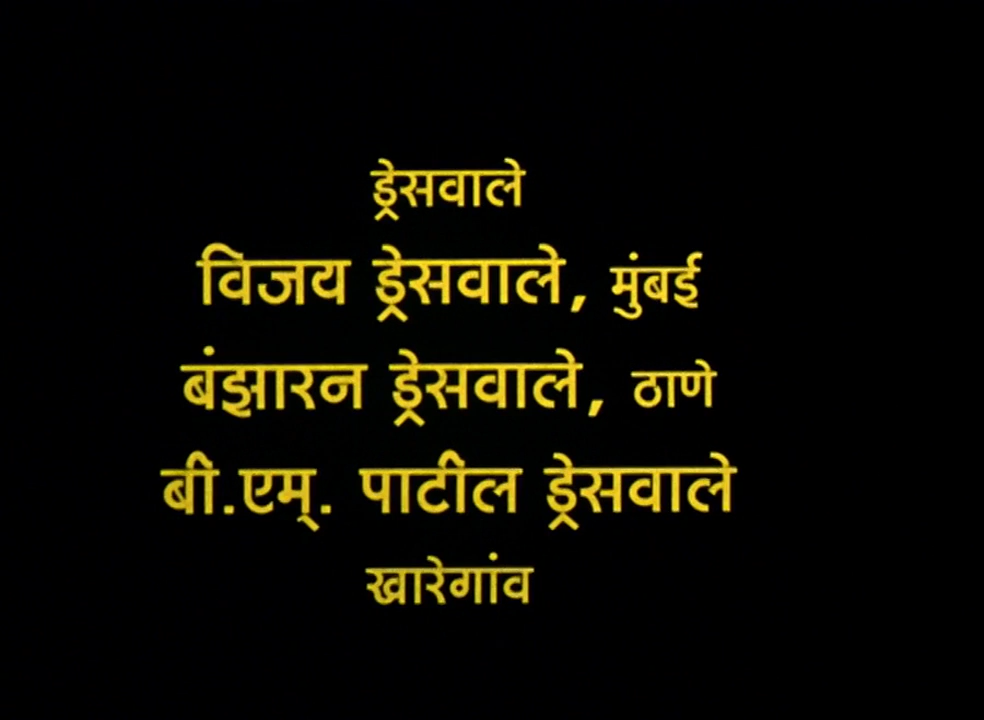 ड्रेसवाले
विजय ड्रेसवाले, मुंबई
बंझारन ड्रेसवाले, ठाणे
बी.एम्. पाटील ड्रेसवाले
खारेगांव